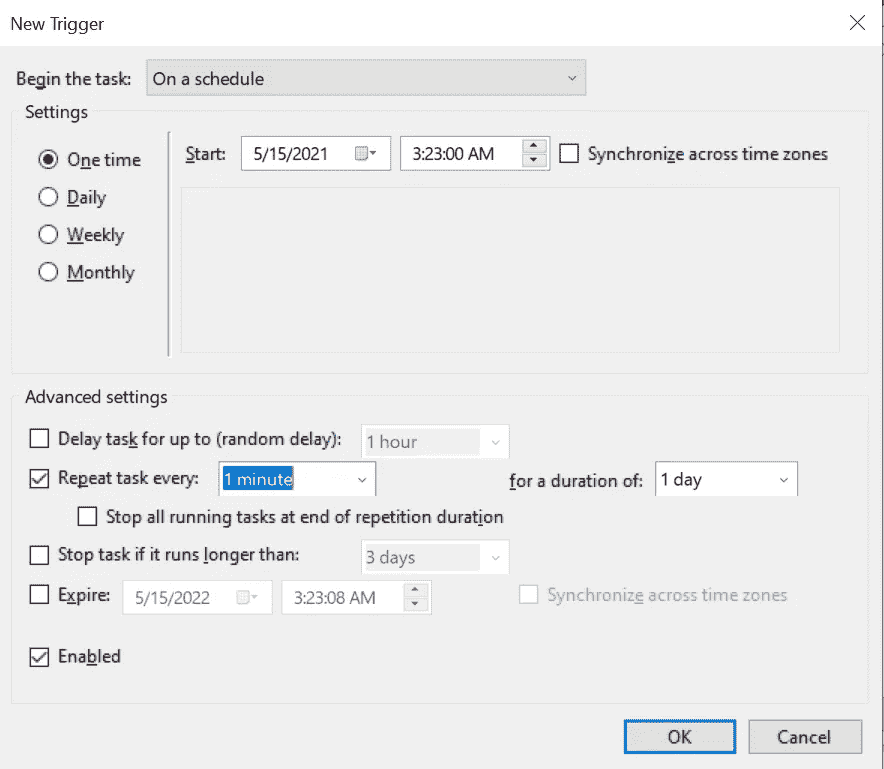 New Trigger
Begin the task: On a schedule
Settings
One time
Start: 5/15/2021 3:23:00 AM Synchronize across time zones
Daily
Weekly
Monthly
Advanced settings
Delay task for up to (random delay): 1 hour
Repeat task every: 1 minute for a duration of: 1 day
Stop all running tasks at end of repetition duration
Stop task if it runs longer than: 3 days
Expire: 5/15/2022 3:23:08 AM Synchronize across time zones
Enabled
OK Cancel